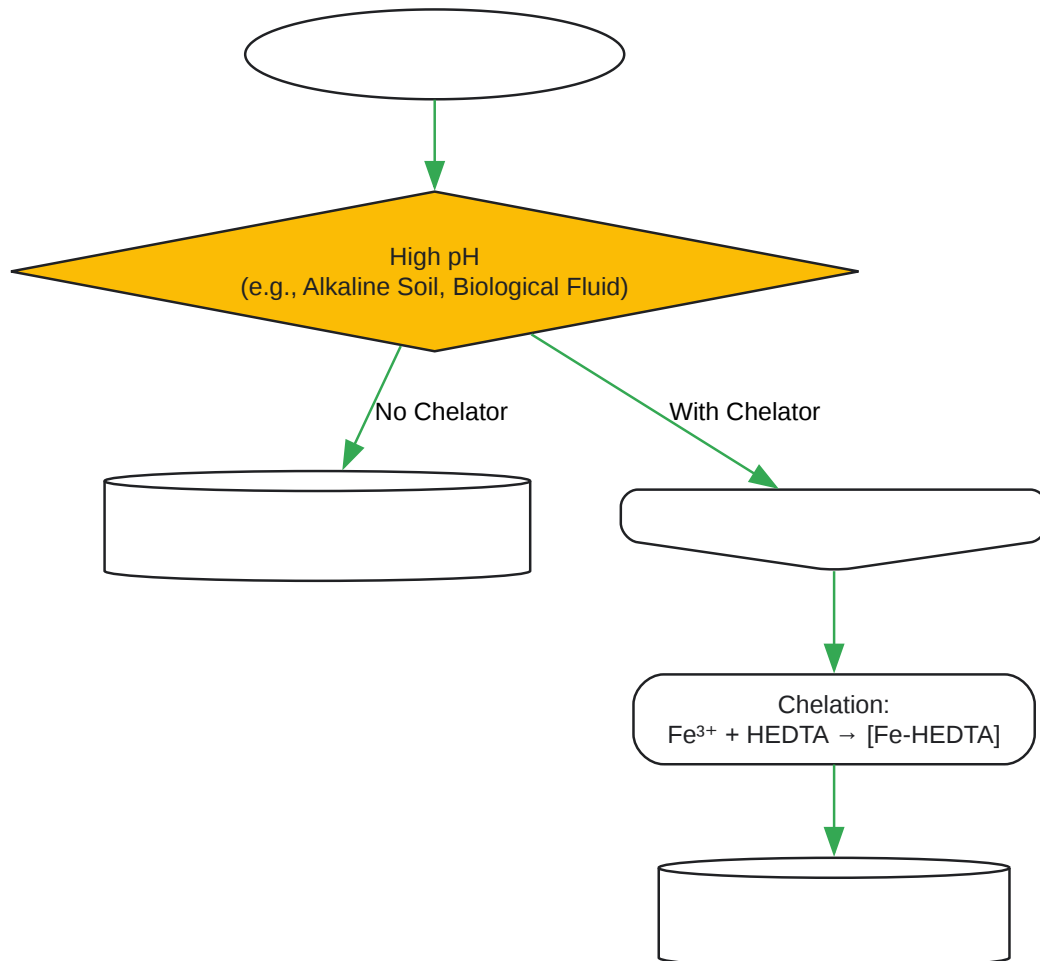 High pH
(e.g., Alkaline Soil, Biological Fluid)
No Chelator
With Chelator
Chelation:
Fe³⁺ + HEDTA → [Fe-HEDTA]